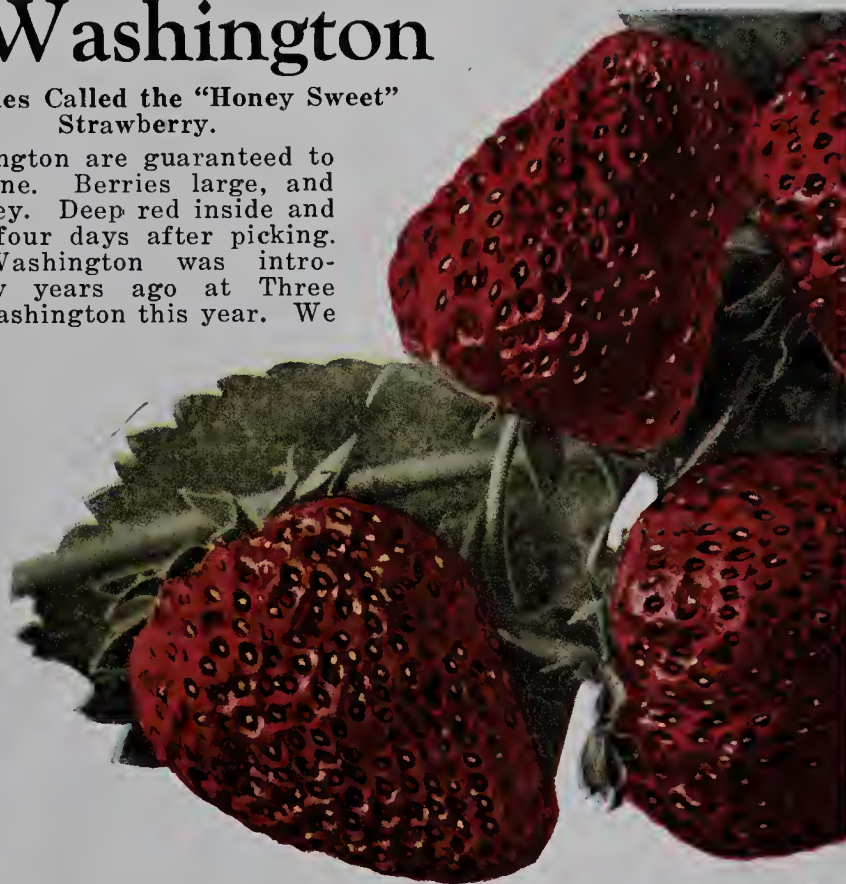 Washington
es Called the “Honey Sweet”
Strawberry.
ngton are guaranteed to
ne. Berries large, and
ey. Deep red inside and
four days after picking.
Washington was intro-
y years ago at Three
ashington this year. We